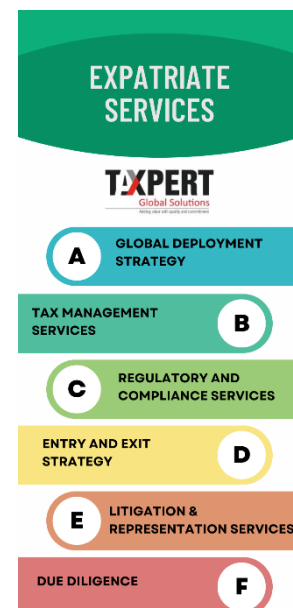 EXPATRIATE
SERVICES
TAXPERT
Global Solutions
Adding value with quality and commitment
A
GLOBAL DEPLOYMENT
STRATEGY
TAX MANAGEMENT
SERVICES
B
C
REGULATORY AND
COMPLIANCE SERVICES
ENTRY AND EXIT
STRATEGY
D
E
LITIGATION &
REPRESENTATION SERVICES
DUE DILIGENCE
F